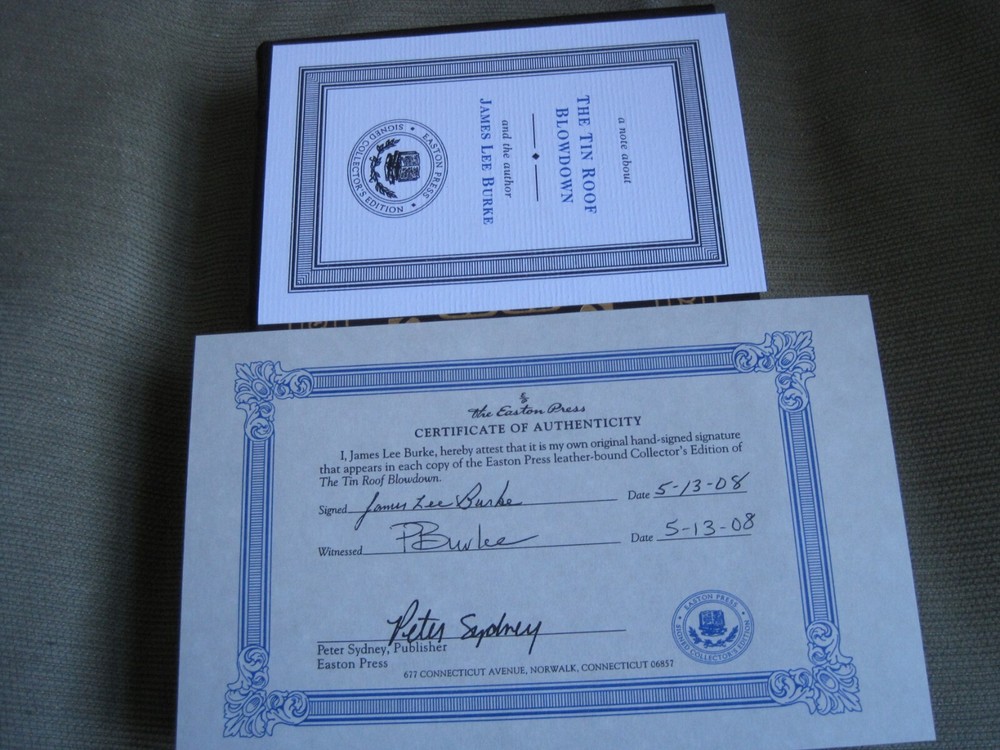 a note about
THE TIN ROOF
BLOWDOWN
and the author
JAMES LEE BURKE
EASTON PRESS
SIGNED COLLECTOR'S EDITION
the Easton Press
CERTIFICATE OF AUTHENTICITY
I, James Lee Burke, hereby attest that it is my own original hand-signed signature
that appears in each copy of the Easton Press leather-bound Collector's Edition of
The Tin Roof Blowdown.
Signed James Lee Burke Date 5-13-08
Witnessed PBurke Date 5-13-08
Peter Sydney
Peter Sydney, Publisher
Easton Press
677 CONNECTICUT AVENUE, NORWALK, CONNECTICUT 06857
EASTON PRESS
SIGNED COLLECTOR'S EDITION